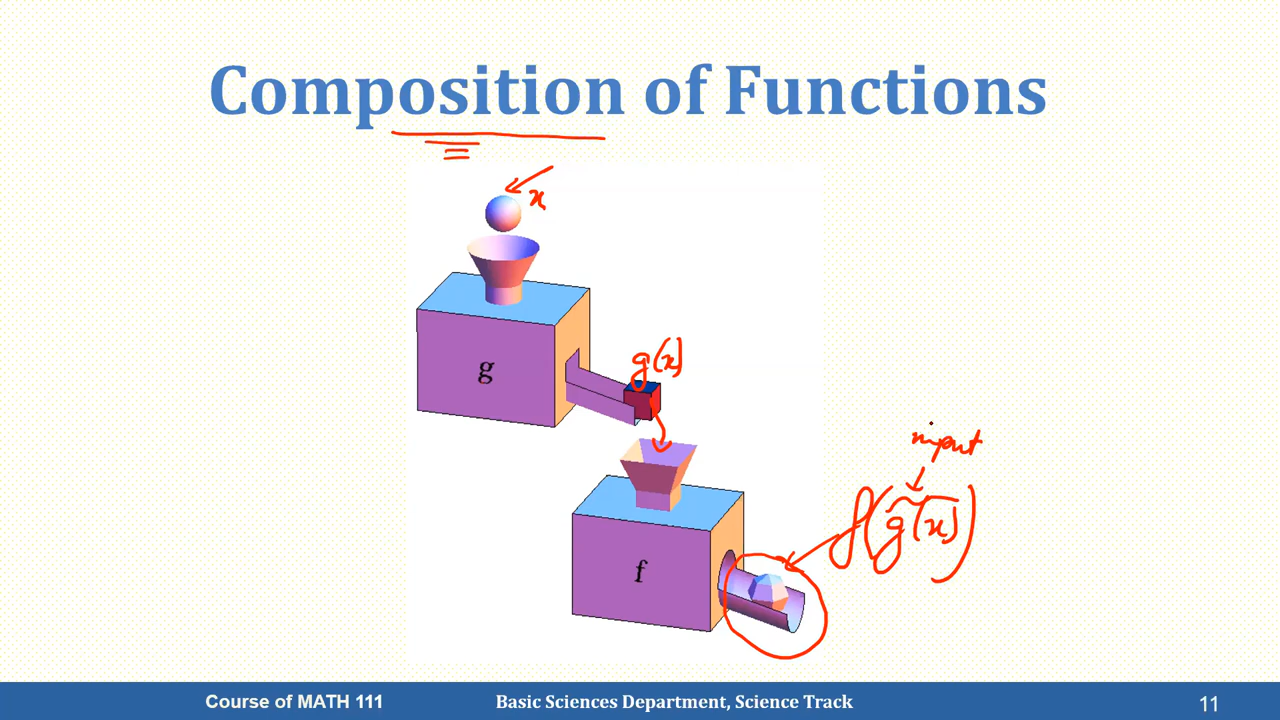 Composition of Functions
x
g(x)
g
input
f(g(x))
f
Course of MATH 111
Basic Sciences Department, Science Track
11